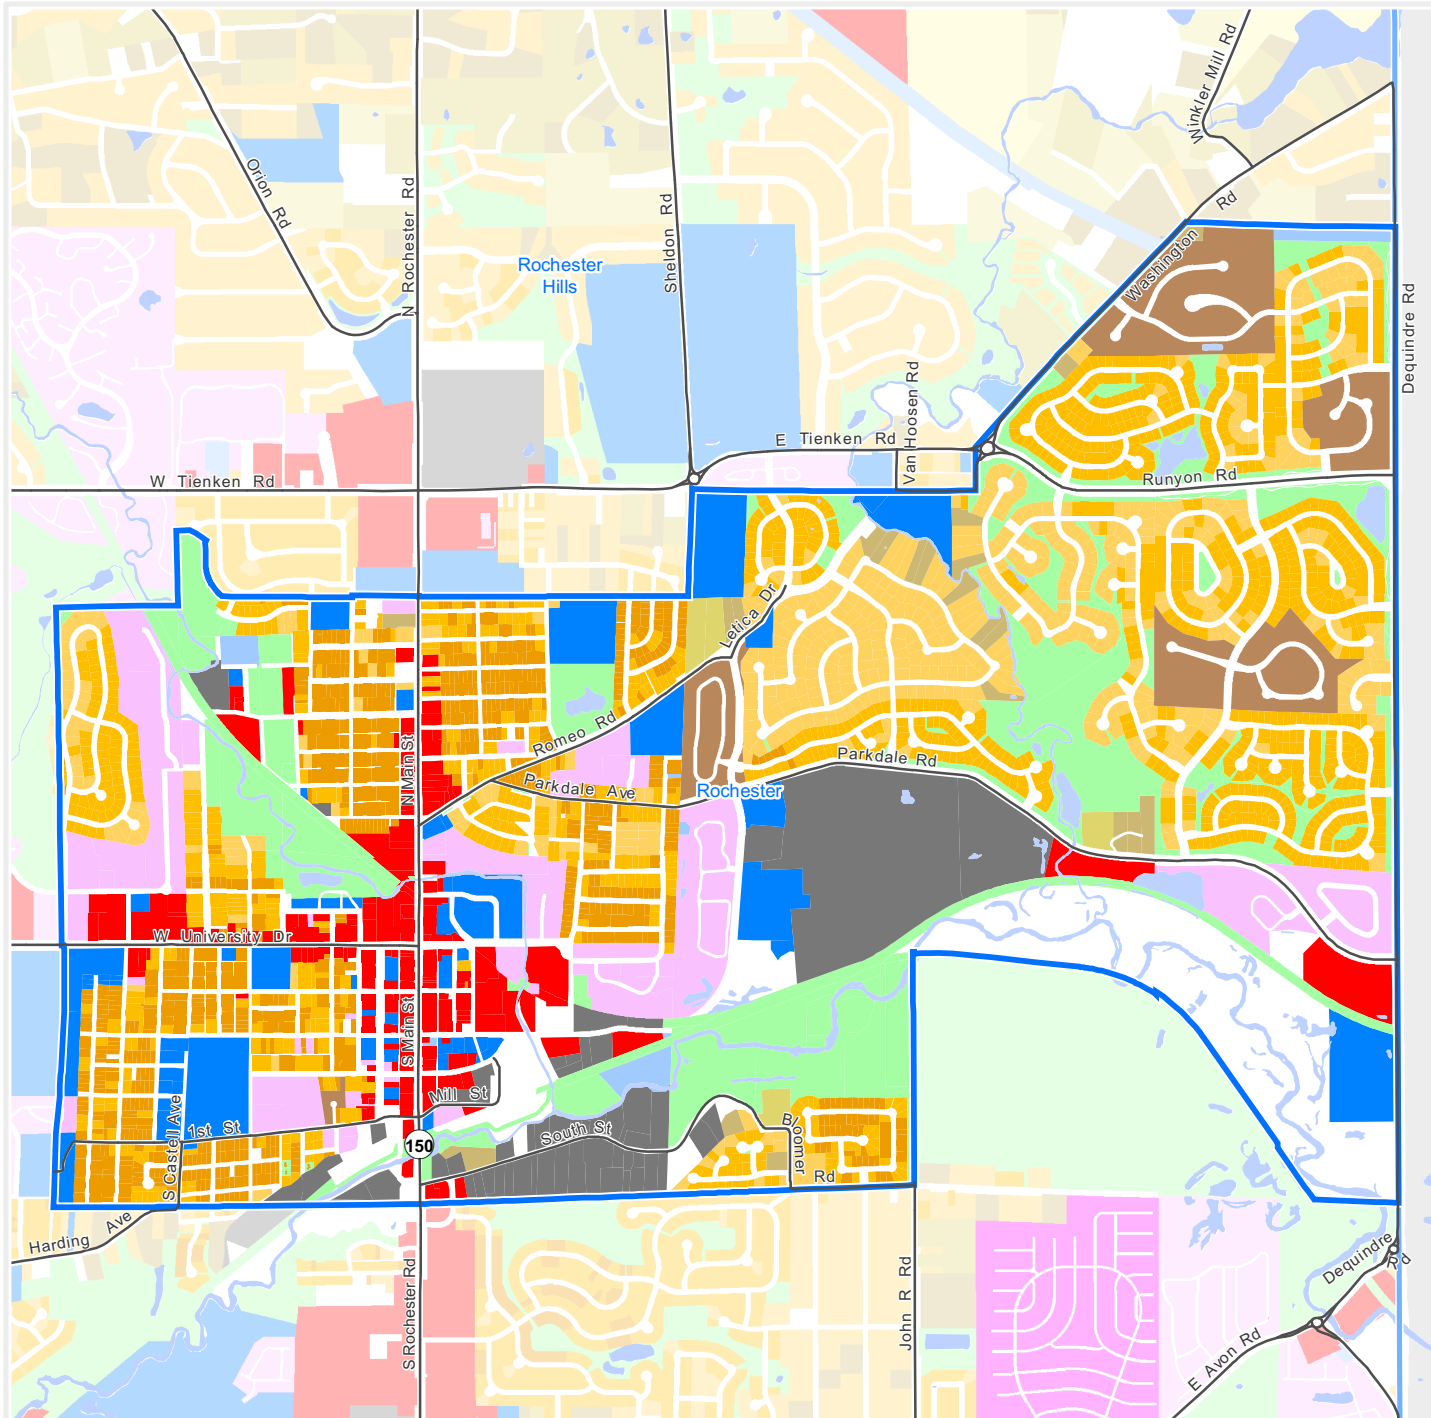 Winkler Mill Rd
Orion Rd
N Rochester Rd
Sheldon Rd
Rd
Washington
Rochester
Hills
Dequindre Rd
Van Hoosen Rd
E Tienken Rd
W Tienken Rd
Runyon Rd
Letica Dr
Romeo Rd
N Main St
Parkdale Rd
Parkdale Ave
Rochester
W University Dr
S Main St
Mill St
1st St
S Castell Ave
150
South St
Bloomer
Rd
Harding Ave
S Rochester Rd
John R Rd
Dequindre
Rd
E Avon Rd